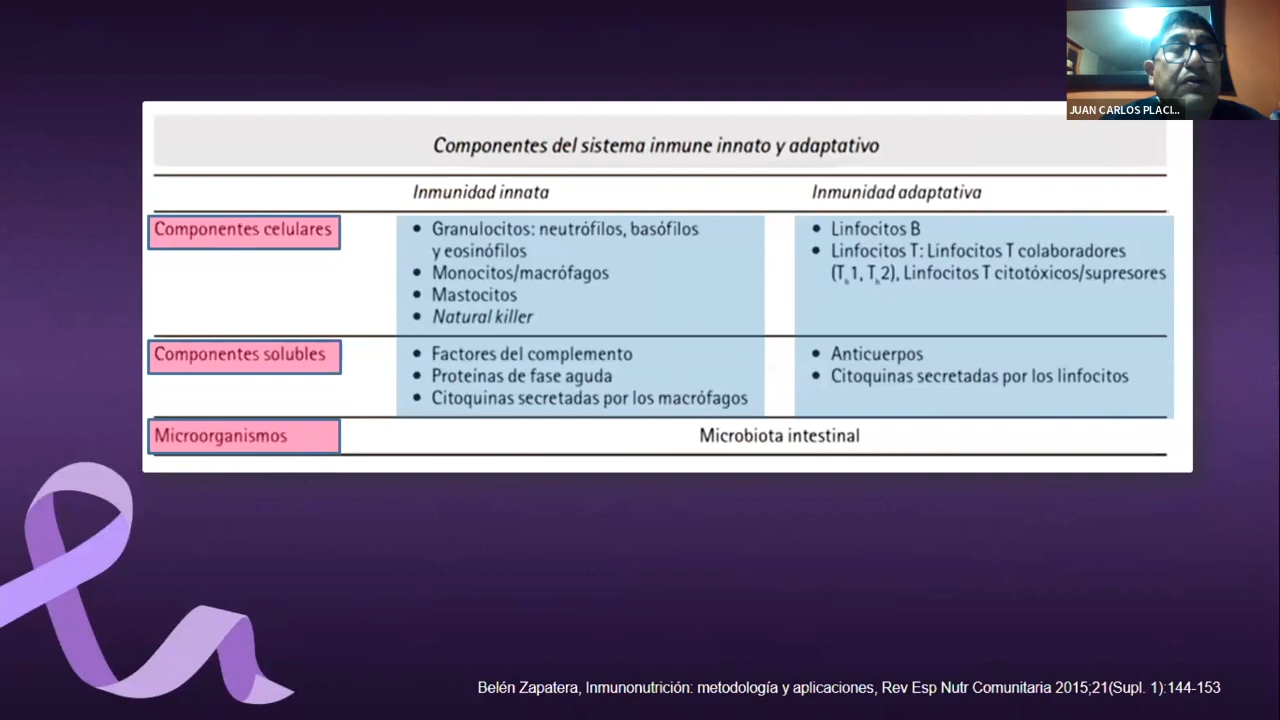 JUAN CARLOS PLACI...
Componentes del sistema inmune innato y adaptativo
Inmunidad innata
Inmunidad adaptativa
Componentes celulares
• Granulocitos: neutrófilos, basófilos
y eosinófilos
• Monocitos/macrófagos
• Mastocitos
• Natural killer
• Linfocitos B
• Linfocitos T: Linfocitos T colaboradores
(Th1, Th2), Linfocitos T citotóxicos/supresores
Componentes solubles
• Factores del complemento
• Proteínas de fase aguda
• Citoquinas secretadas por los macrófagos
• Anticuerpos
• Citoquinas secretadas por los linfocitos
Microorganismos
Microbiota intestinal
Belén Zapatera, Inmunonutrición: metodología y aplicaciones, Rev Esp Nutr Comunitaria 2015;21(Supl. 1):144-153